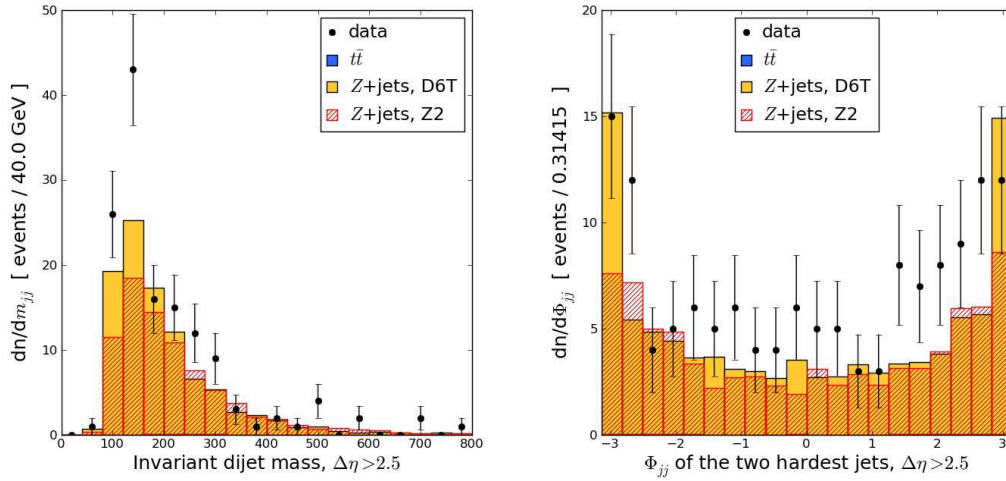 dn/dm_jj [ events / 40.0 GeV ]
50
40
30
20
10
0
data
tt̄
Z+jets, D6T
Z+jets, Z2
0 100 200 300 400 500 600 700 800
Invariant dijet mass, Δη>2.5
dn/dΦ_jj [ events / 0.31415 ]
20
15
10
5
0
data
tt̄
Z+jets, D6T
Z+jets, Z2
−3 −2 −1 0 1 2 3
Φ_jj of the two hardest jets, Δη>2.5